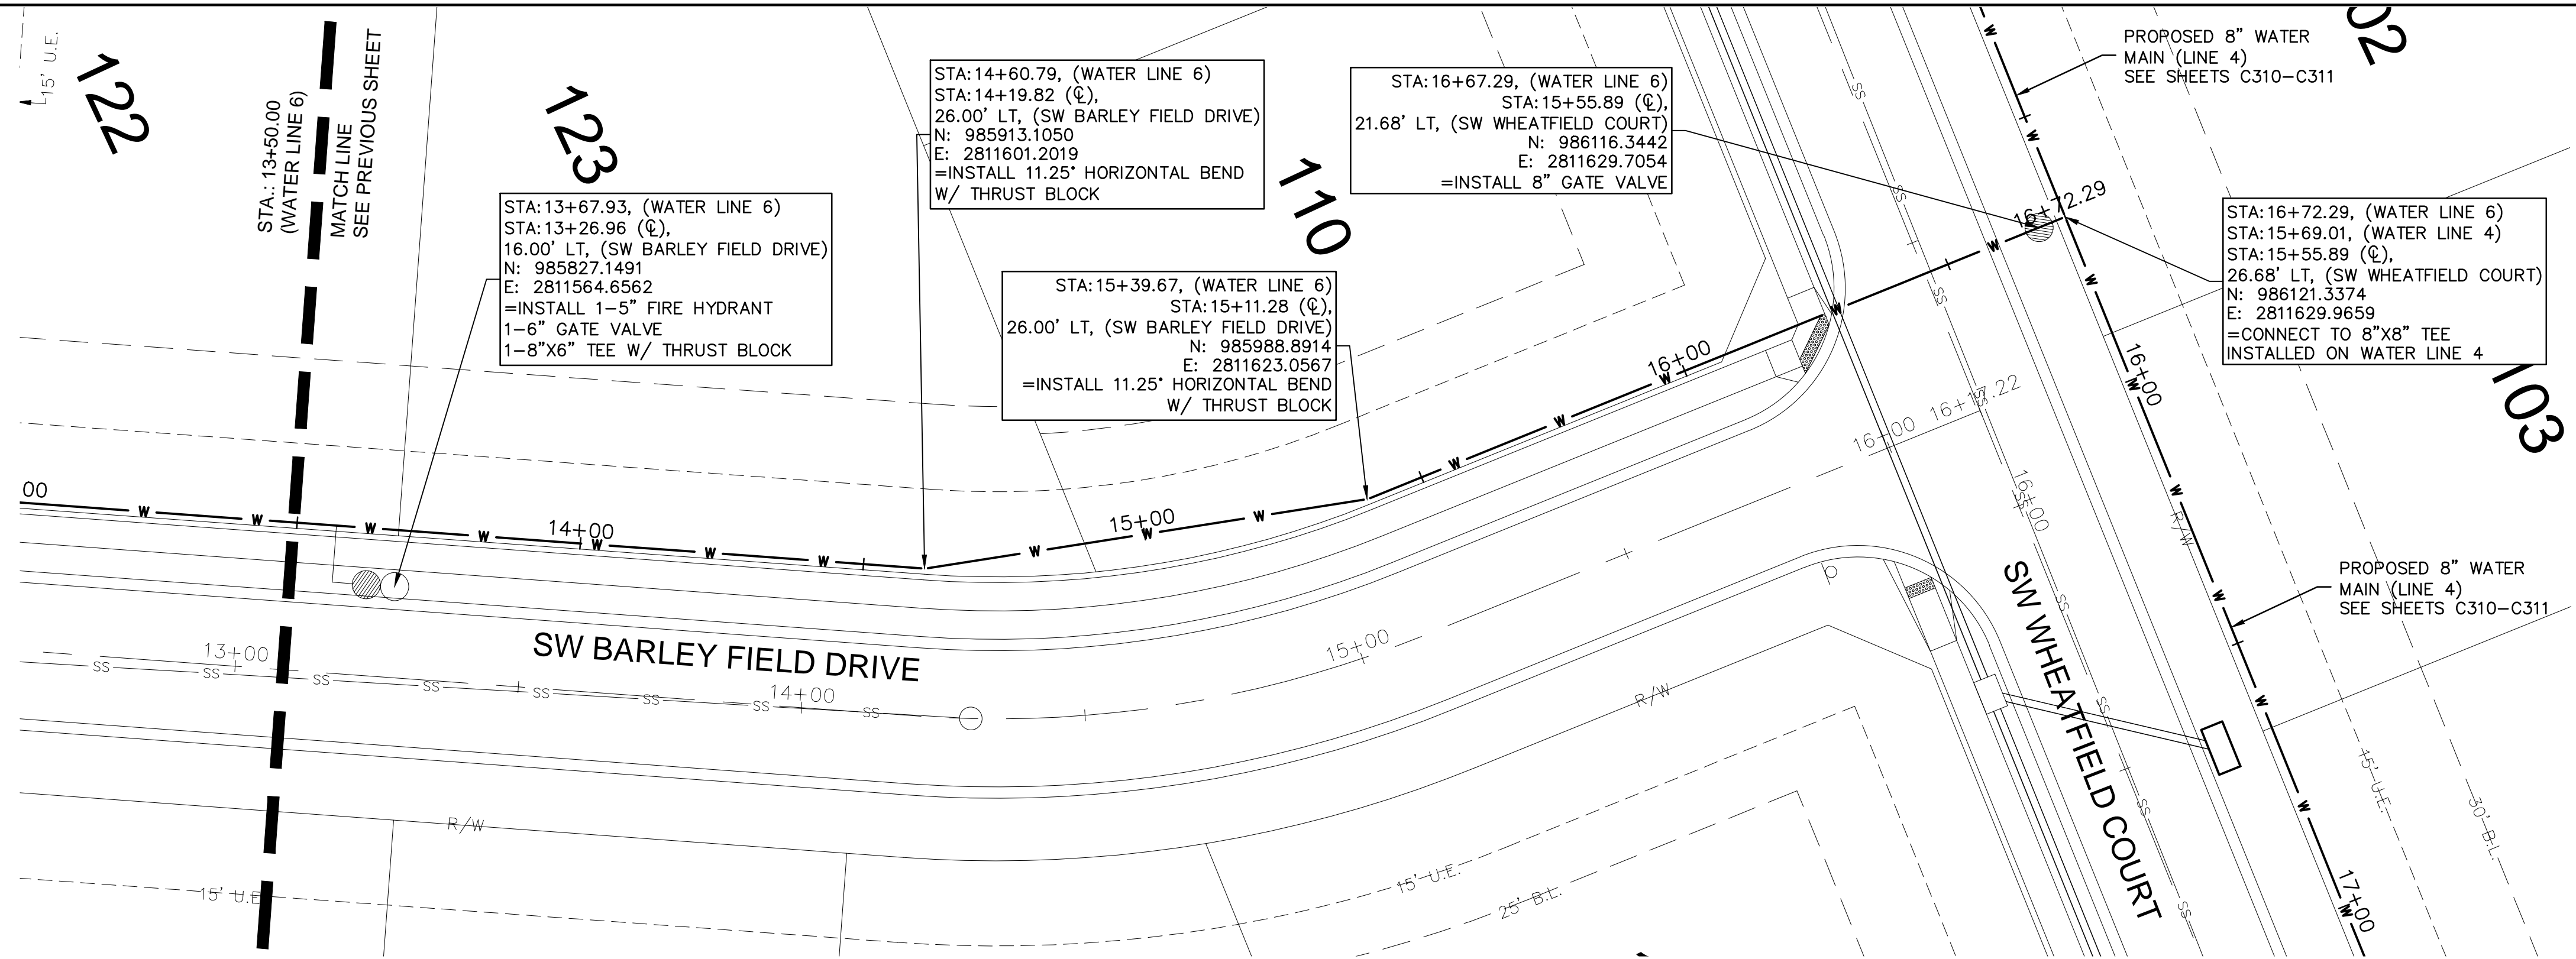 15' U.E.
122
STA.: 13+50.00
(WATER LINE 6)
MATCH LINE
SEE PREVIOUS SHEET
123
STA:13+67.93, (WATER LINE 6)
STA:13+26.96 (℄),
16.00' LT, (SW BARLEY FIELD DRIVE)
N: 985827.1491
E: 2811564.6562
=INSTALL 1-5" FIRE HYDRANT
1-6" GATE VALVE
1-8"X6" TEE W/ THRUST BLOCK
STA:14+60.79, (WATER LINE 6)
STA:14+19.82 (℄),
26.00' LT, (SW BARLEY FIELD DRIVE)
N: 985913.1050
E: 2811601.2019
=INSTALL 11.25° HORIZONTAL BEND
W/ THRUST BLOCK
110
STA:15+39.67, (WATER LINE 6)
STA:15+11.28 (℄),
26.00' LT, (SW BARLEY FIELD DRIVE)
N: 985988.8914
E: 2811623.0567
=INSTALL 11.25° HORIZONTAL BEND
W/ THRUST BLOCK
STA:16+67.29, (WATER LINE 6)
STA:15+55.89 (℄),
21.68' LT, (SW WHEATFIELD COURT)
N: 986116.3442
E: 2811629.7054
=INSTALL 8" GATE VALVE
PROPOSED 8" WATER
MAIN (LINE 4)
SEE SHEETS C310-C311
02
16+72.29
STA:16+72.29, (WATER LINE 6)
STA:15+69.01, (WATER LINE 4)
STA:15+55.89 (℄),
26.68' LT, (SW WHEATFIELD COURT)
N: 986121.3374
E: 2811629.9659
=CONNECT TO 8"X8" TEE
INSTALLED ON WATER LINE 4
103
00
14+00
15+00
16+00
16+00
16+00
16+17.22
16+00
R/W
PROPOSED 8" WATER
MAIN (LINE 4)
SEE SHEETS C310-C311
13+00
14+00
15+00
SW BARLEY FIELD DRIVE
SW WHEATFIELD COURT
R/W
R/W
15' U.E.
15' U.E.
25' B.L.
15' U.E.
30' B.L.
17+00